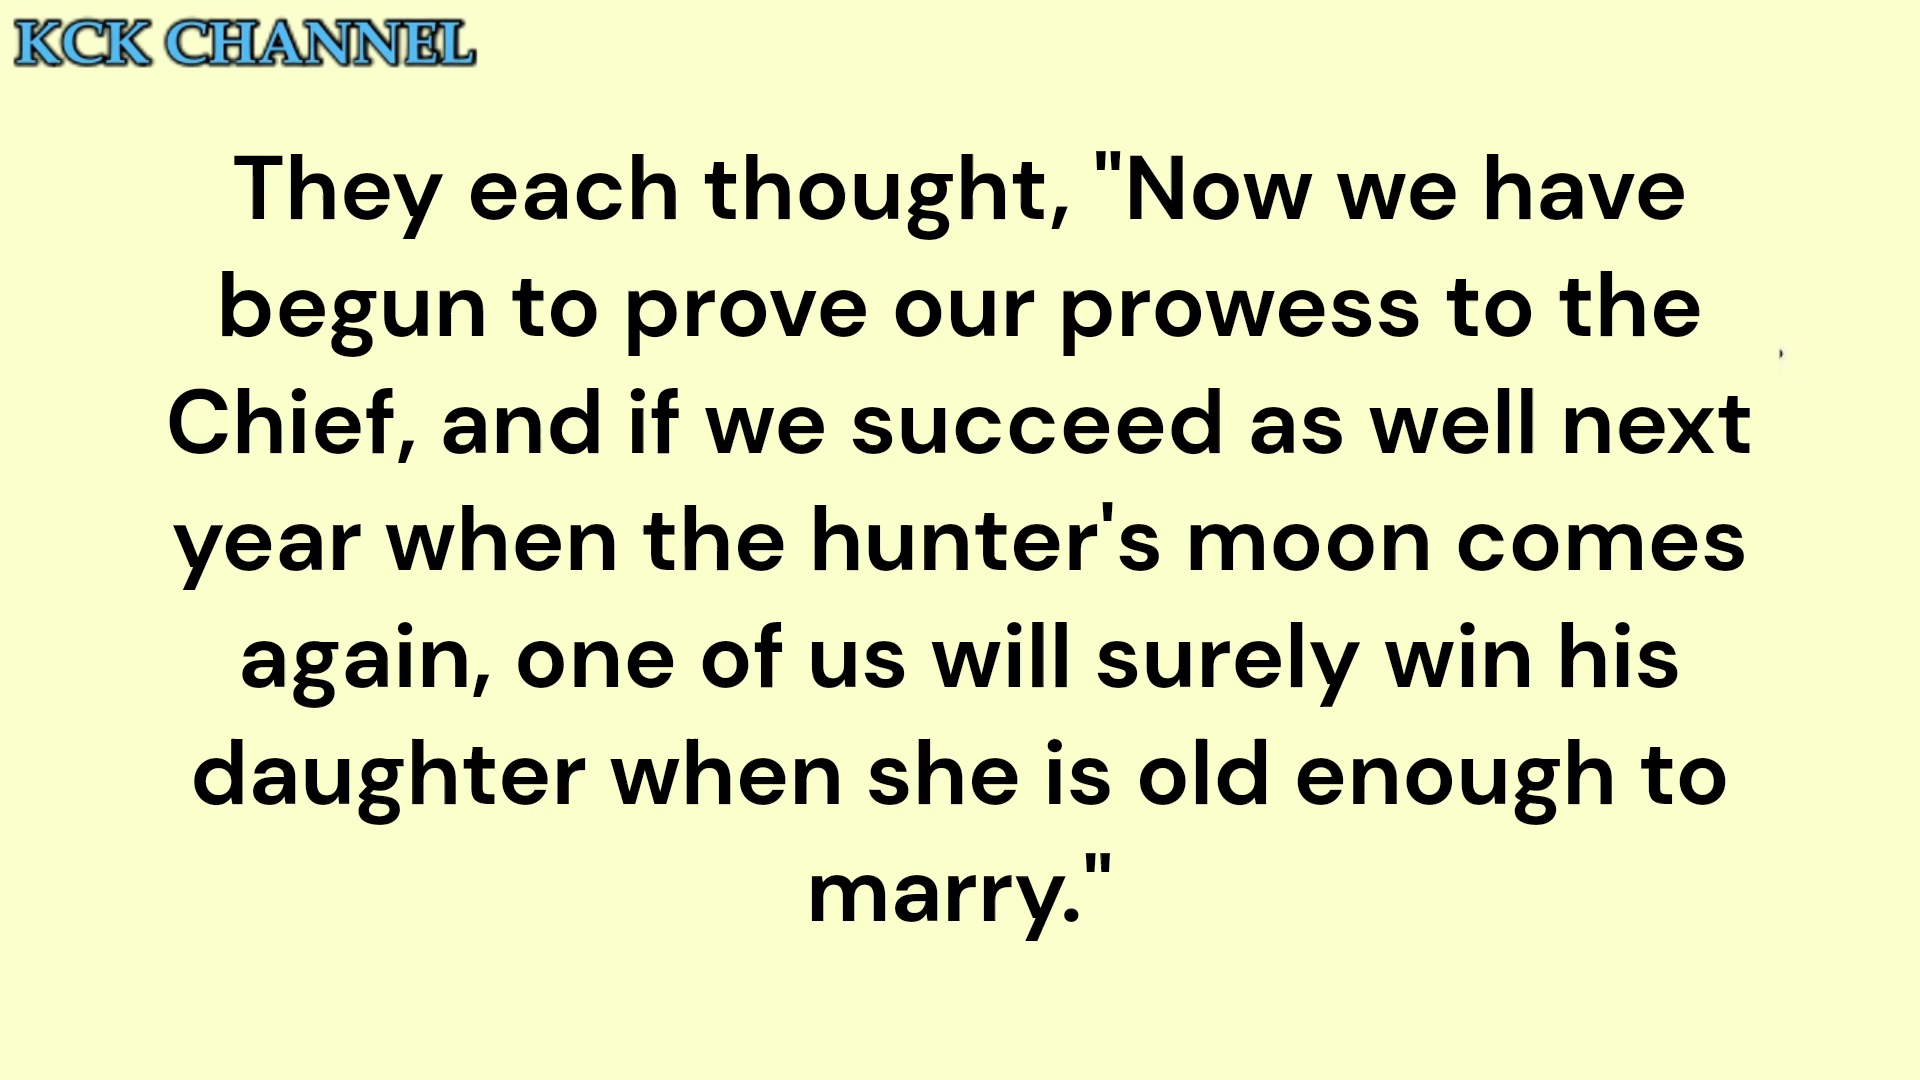 KCK CHANNEL
They each thought, "Now we have
begun to prove our prowess to the
Chief, and if we succeed as well next
year when the hunter's moon comes
again, one of us will surely win his
daughter when she is old enough to
marry."